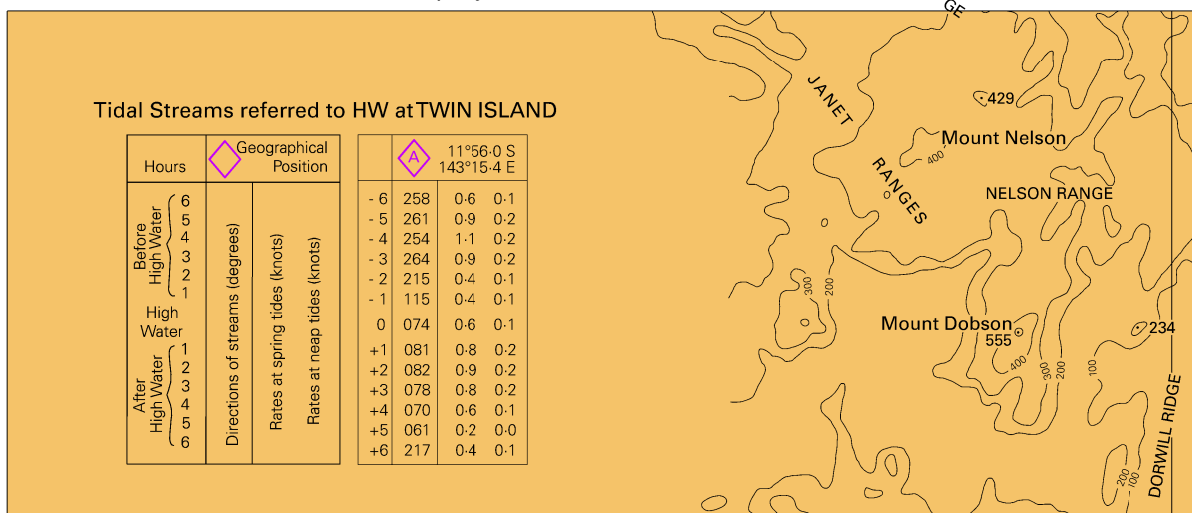 GE
Tidal Streams referred to HW at TWIN ISLAND
Hours
Geographical
Position
Before
High Water
6
5
4
3
2
1
High
Water
After
High Water
1
2
3
4
5
6
Directions of streams (degrees)
Rates at spring tides (knots)
Rates at neap tides (knots)
A
11°56·0 S
143°15·4 E
- 6 258 0·6 0·1
- 5 261 0·9 0·2
- 4 254 1·1 0·2
- 3 264 0·9 0·2
- 2 215 0·4 0·1
- 1 115 0·4 0·1
0 074 0·6 0·1
+1 081 0·8 0·2
+2 082 0·9 0·2
+3 078 0·8 0·2
+4 070 0·6 0·1
+5 061 0·2 0·0
+6 217 0·4 0·1
JANET
RANGES
429
Mount Nelson
400
NELSON RANGE
300
200
Mount Dobson
555
234
400
300
200
100
DORWILL RIDGE
200
100